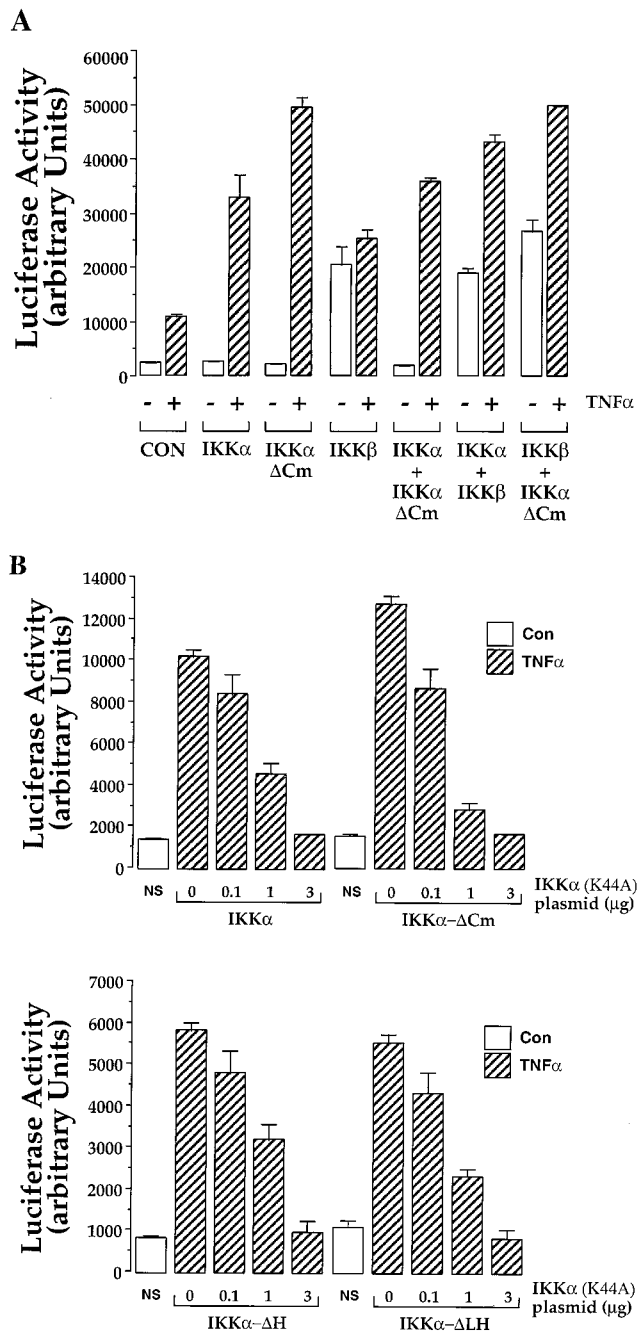 A
Luciferase Activity
(arbitrary Units)
60000
50000
40000
30000
20000
10000
0
- + - + - + - + - + - + - + TNFα
CON IKKα IKKα ΔCm IKKβ IKKα + IKKα ΔCm IKKα + IKKβ IKKβ + IKKα ΔCm
B
Luciferase Activity
(arbitrary Units)
14000
12000
10000
8000
6000
4000
2000
0
Con
TNFα
NS 0 0.1 1 3 NS 0 0.1 1 3 IKKα (K44A)
plasmid (μg)
IKKα IKKα-ΔCm
Luciferase Activity
(arbitrary Units)
7000
6000
5000
4000
3000
2000
1000
0
Con
TNFα
NS 0 0.1 1 3 NS 0 0.1 1 3 IKKα (K44A)
plasmid (μg)
IKKα-ΔH IKKα-ΔLH